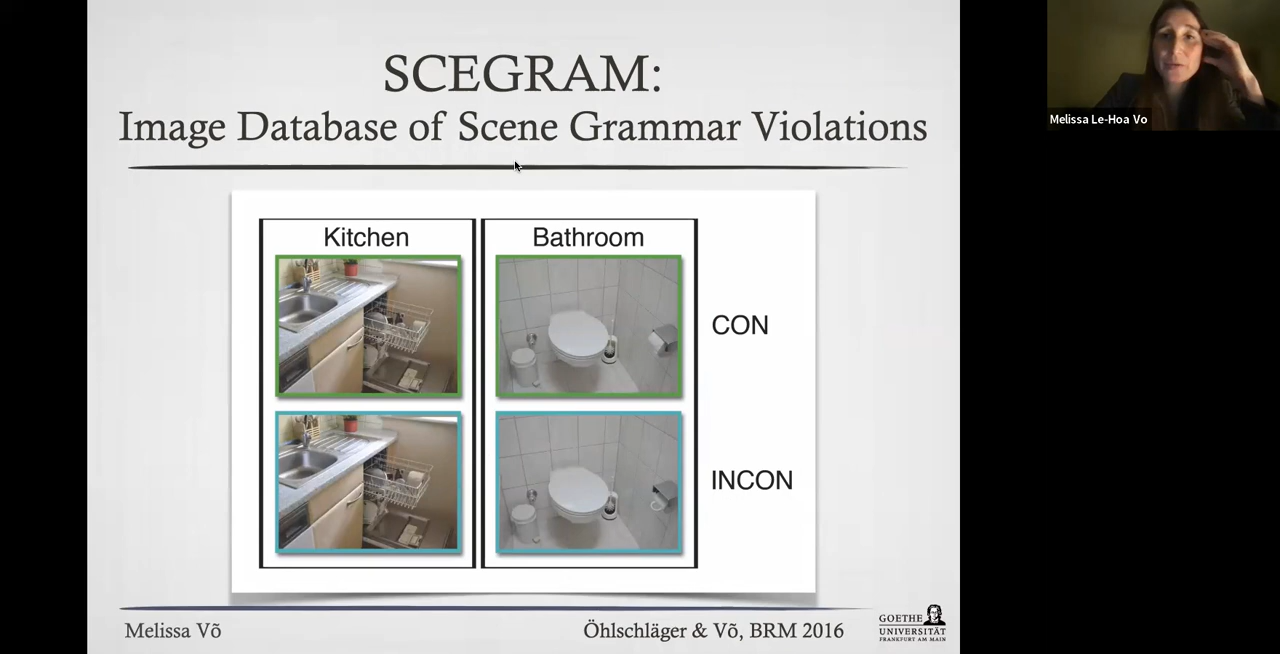 SCEGRAM:
Image Database of Scene Grammar Violations
Kitchen
Bathroom
CON
INCON
Melissa Võ
Öhlschläger & Võ, BRM 2016
GOETHE
UNIVERSITÄT
FRANKFURT AM MAIN
Melissa Le-Hoa Vo